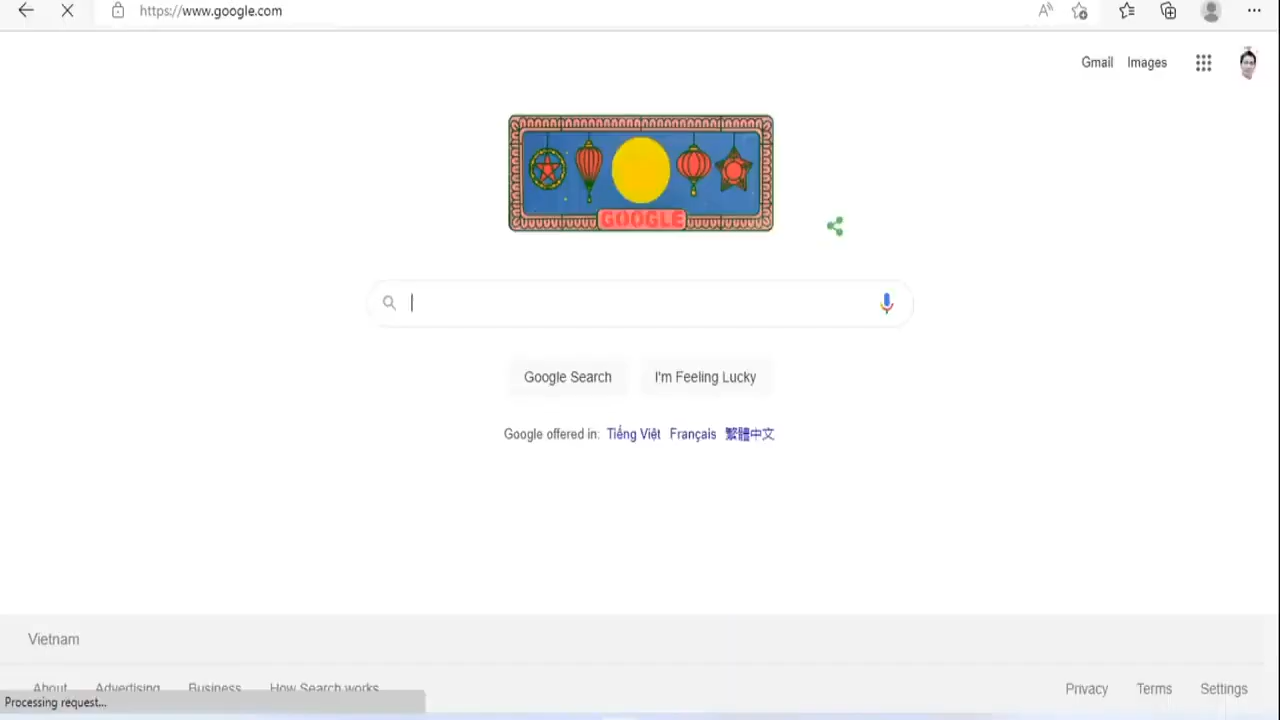 https://www.google.com
Gmail Images
GOOGLE
Google Search I'm Feeling Lucky
Google offered in: Tiếng Việt Français 繁體中文
Vietnam
About Advertising Business How Search works
Privacy Terms Settings
Processing request...